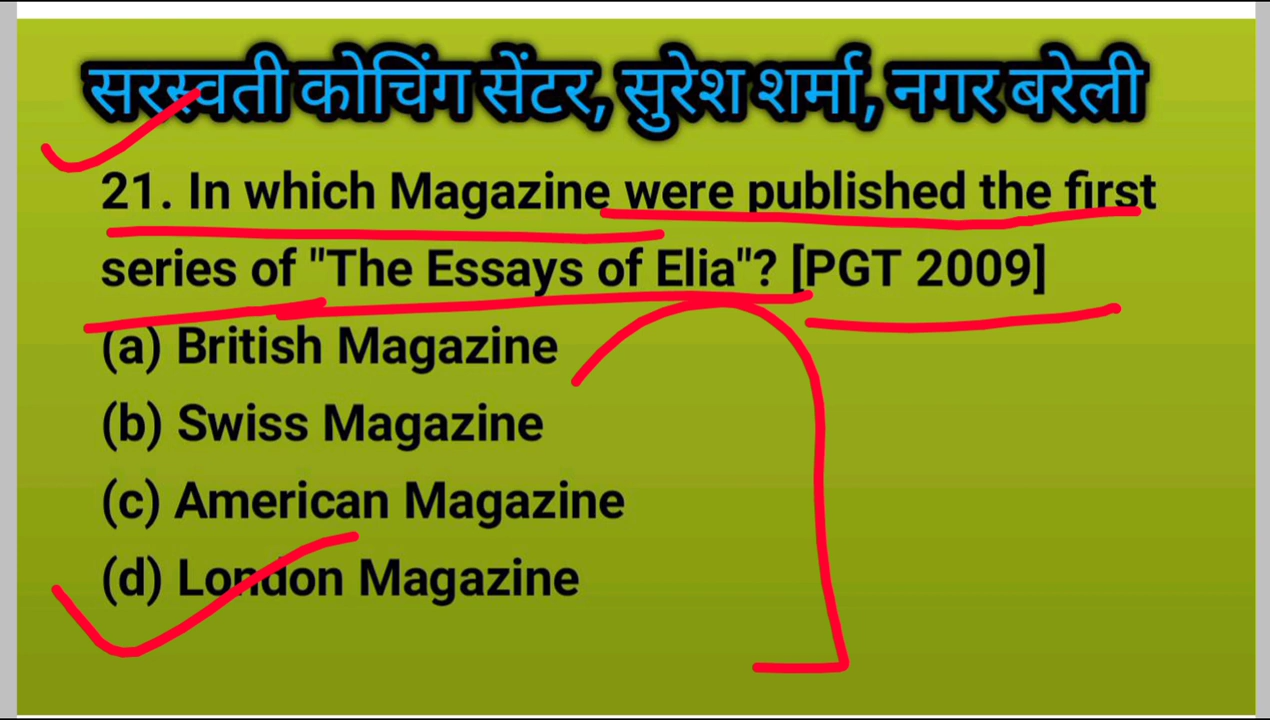 सरस्वती कोचिंग सेंटर, सुरेश शर्मा, नगर बरेली
21. In which Magazine were published the first
series of "The Essays of Elia"? [PGT 2009]
(a) British Magazine
(b) Swiss Magazine
(c) American Magazine
(d) London Magazine